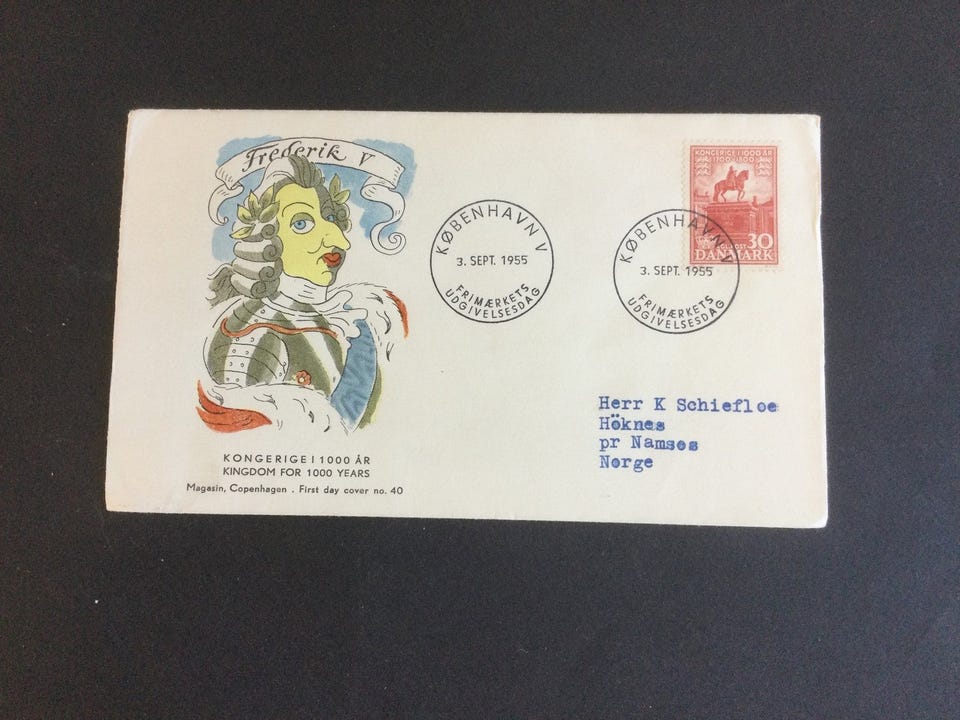 Frederik V
KONGERIGE I 1000 ÅR
KINGDOM FOR 1000 YEARS
Magasin, Copenhagen . First day cover no. 40
KØBENHAVN V
3. SEPT. 1955
FRIMÆRKETS
UDGIVELSESDAG
KONGERIGE I 1000 ÅR
1700-1800
30
DANMARK
KØBENHAVN V
3. SEPT. 1955
FRIMÆRKETS
UDGIVELSESDAG
Herr K Schiefloe
Höknes
pr Namsos
Norge